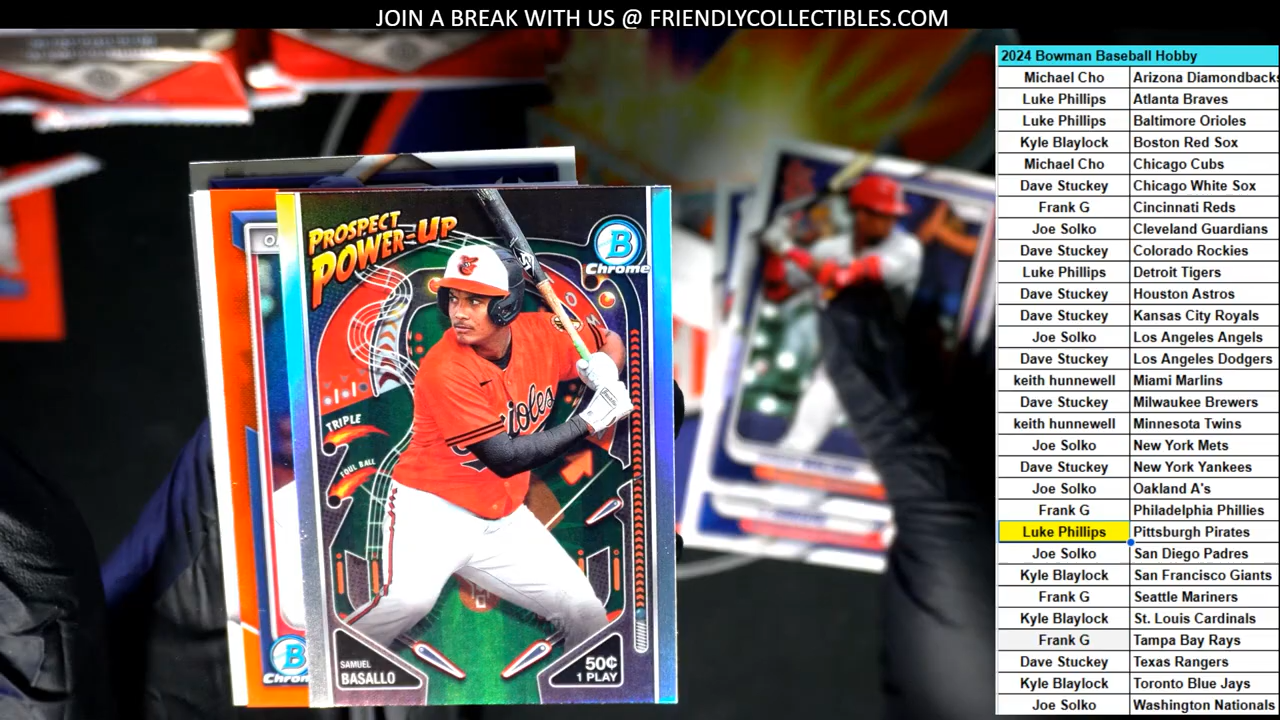 JOIN A BREAK WITH US @ FRIENDLYCOLLECTIBLES.COM
PROSPECT
POWER-UP
B
Chrome
TRIPLE
FOUL BALL
SAMUEL
BASALLO
50¢
1 PLAY
B
Chrom
2024 Bowman Baseball Hobby
Michael Cho Arizona Diamondbacks
Luke Phillips Atlanta Braves
Luke Phillips Baltimore Orioles
Kyle Blaylock Boston Red Sox
Michael Cho Chicago Cubs
Dave Stuckey Chicago White Sox
Frank G Cincinnati Reds
Joe Solko Cleveland Guardians
Dave Stuckey Colorado Rockies
Luke Phillips Detroit Tigers
Dave Stuckey Houston Astros
Dave Stuckey Kansas City Royals
Joe Solko Los Angeles Angels
Dave Stuckey Los Angeles Dodgers
keith hunnewell Miami Marlins
Dave Stuckey Milwaukee Brewers
keith hunnewell Minnesota Twins
Joe Solko New York Mets
Dave Stuckey New York Yankees
Joe Solko Oakland A's
Frank G Philadelphia Phillies
Luke Phillips Pittsburgh Pirates
Joe Solko San Diego Padres
Kyle Blaylock San Francisco Giants
Frank G Seattle Mariners
Kyle Blaylock St. Louis Cardinals
Frank G Tampa Bay Rays
Dave Stuckey Texas Rangers
Kyle Blaylock Toronto Blue Jays
Joe Solko Washington Nationals